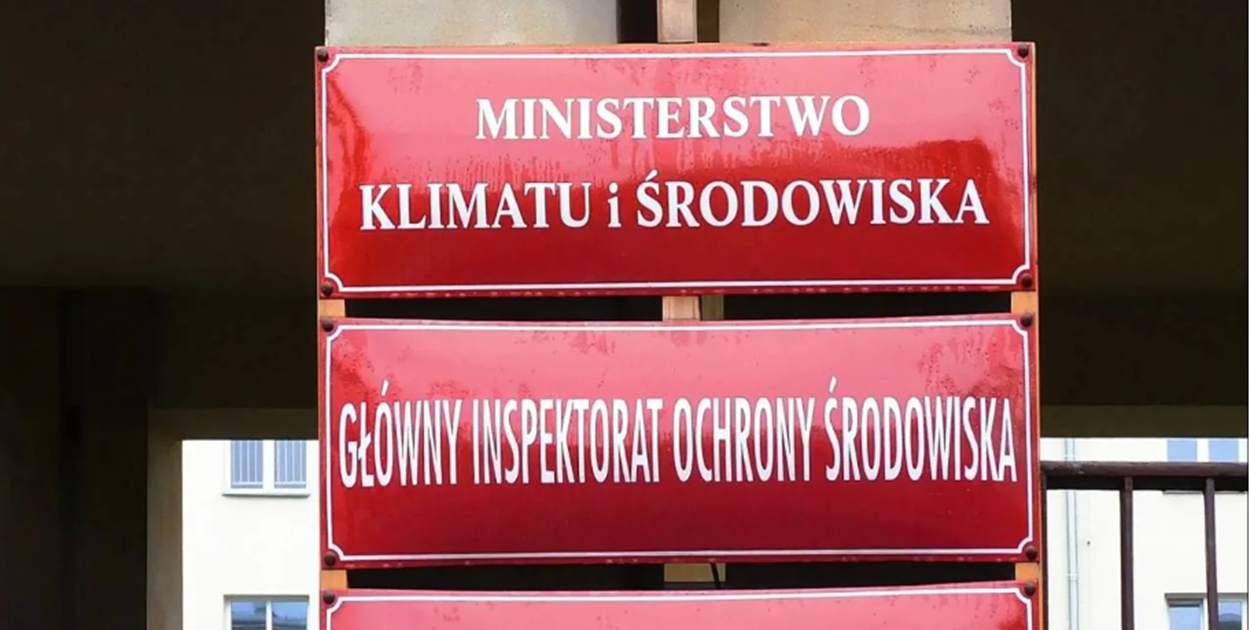 MINISTERSTWO
KLIMATU i ŚRODOWISKA
GŁÓWNY INSPEKTORAT OCHRONY ŚRODOWISKA